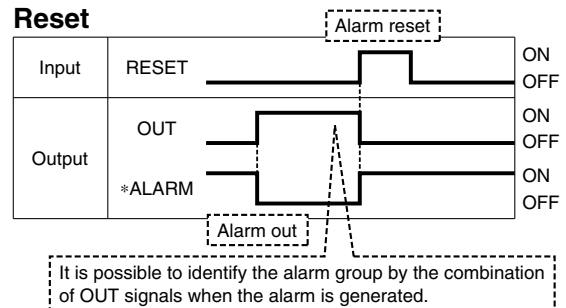 Reset
Alarm reset
Input RESET ON
OFF
Output OUT ON
OFF
*ALARM ON
OFF
Alarm out
It is possible to identify the alarm group by the combination
of OUT signals when the alarm is generated.